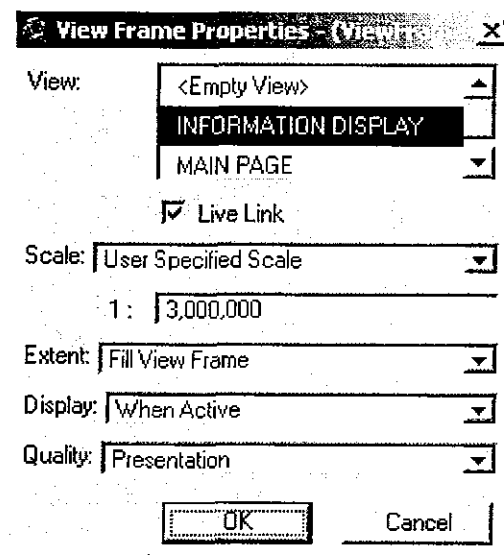 View Frame Properties - (ViewFra
View:
<Empty View>
INFORMATION DISPLAY
MAIN PAGE
Live Link
Scale: User Specified Scale
1: 3,000,000
Extent: Fill View Frame
Display: When Active
Quality: Presentation
OK Cancel